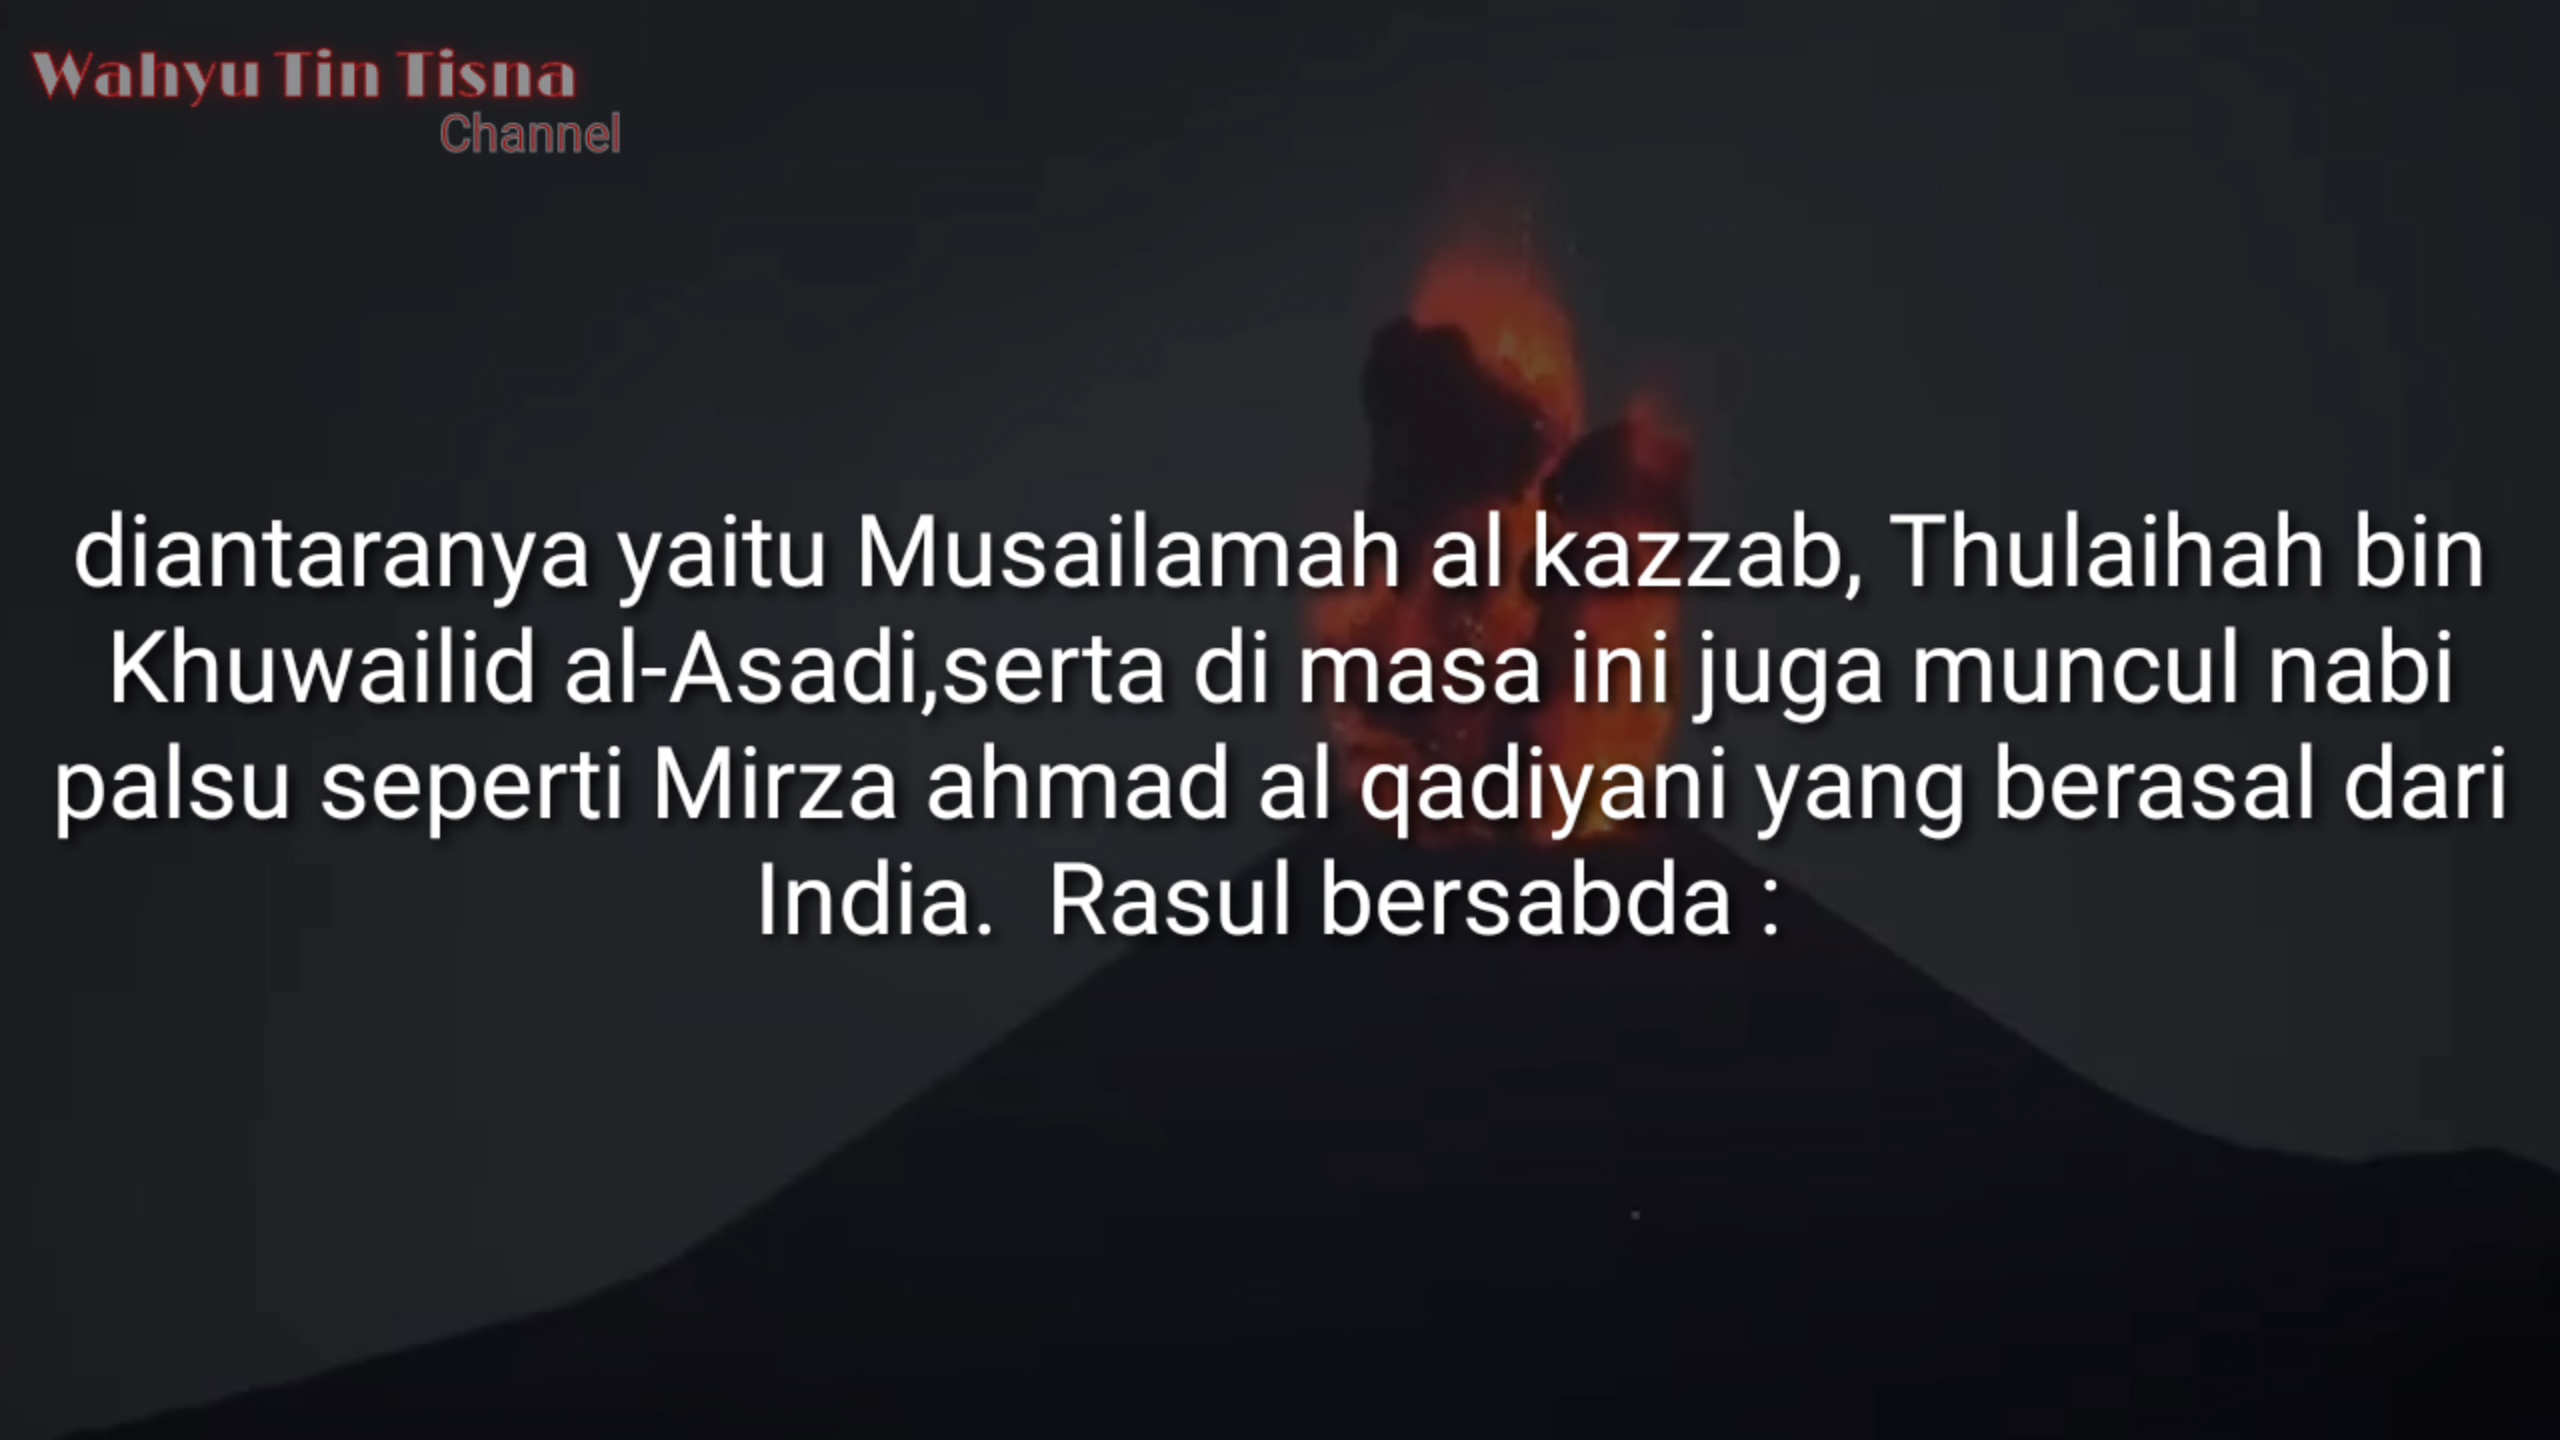 Wahyu Tin Tisna
Channel
diantaranya yaitu Musailamah al kazzab, Thulaihah bin
Khuwailid al-Asadi,serta di masa ini juga muncul nabi
palsu seperti Mirza ahmad al qadiyani yang berasal dari
India.  Rasul bersabda :